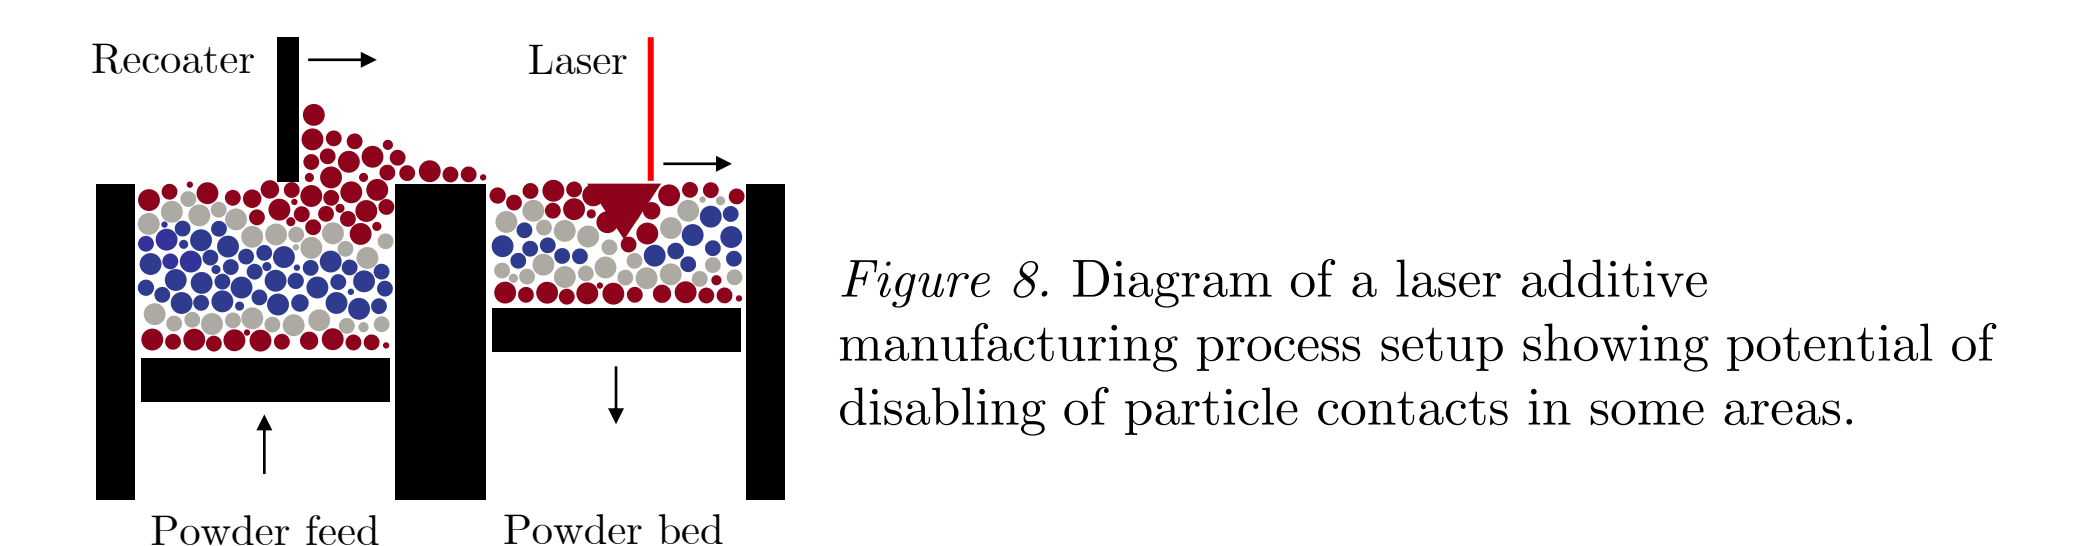 Recoater
Laser
Powder feed
Powder bed
Figure 8. Diagram of a laser additive
manufacturing process setup showing potential of
disabling of particle contacts in some areas.